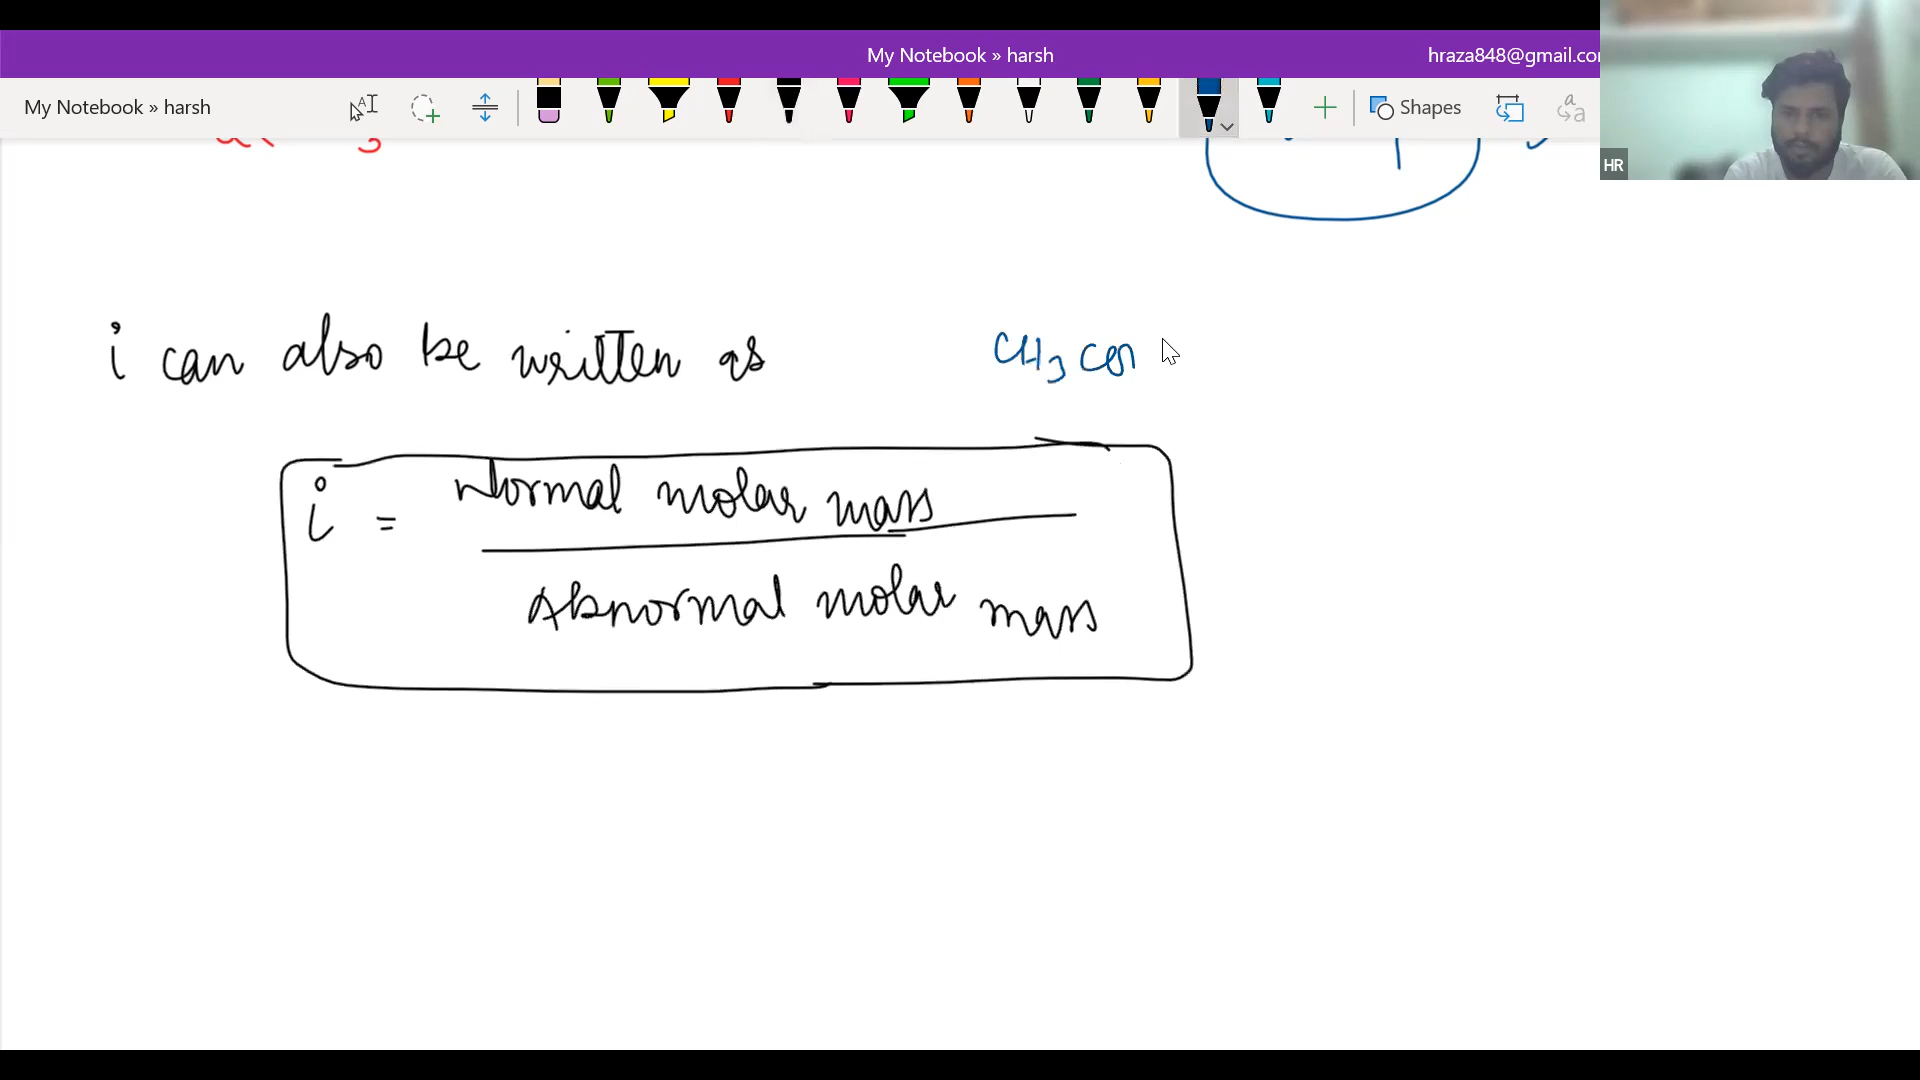 My Notebook » harsh
hraza848@gmail.co
My Notebook » harsh
Shapes
HR
i can also be written as
CH3 COO
i = Normal molar mass
Abnormal molar mass